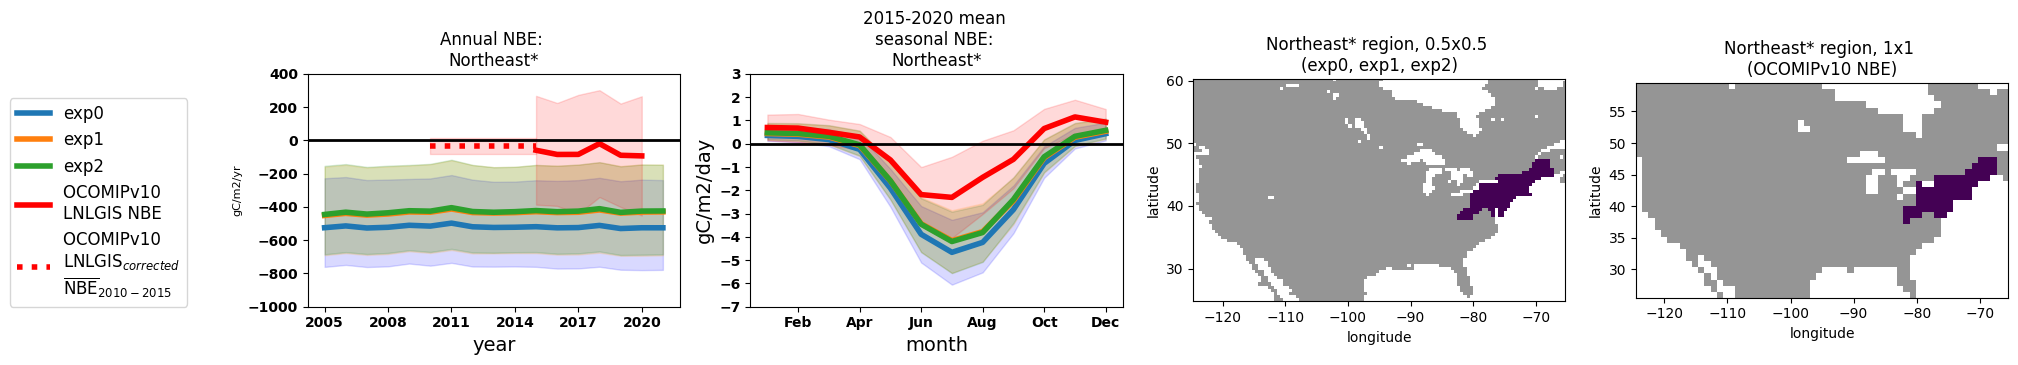 exp0
exp1
exp2
OCOMIPv10
LNLGIS NBE
OCOMIPv10
LNLGIS corrected
NBE 2010−2015
Annual NBE:
Northeast*
gC/m2/yr
400
200
0
−200
−400
−600
−800
−1000
2005 2008 2011 2014 2017 2020
year
2015-2020 mean
seasonal NBE:
Northeast*
gC/m2/day
3
2
1
0
−1
−2
−3
−4
−5
−6
−7
Feb Apr Jun Aug Oct Dec
month
Northeast* region, 0.5x0.5
(exp0, exp1, exp2)
latitude
60
50
40
30
−120 −110 −100 −90 −80 −70
longitude
Northeast* region, 1x1
(OCOMIPv10 NBE)
latitude
55
50
45
40
35
30
−120 −110 −100 −90 −80 −70
longitude